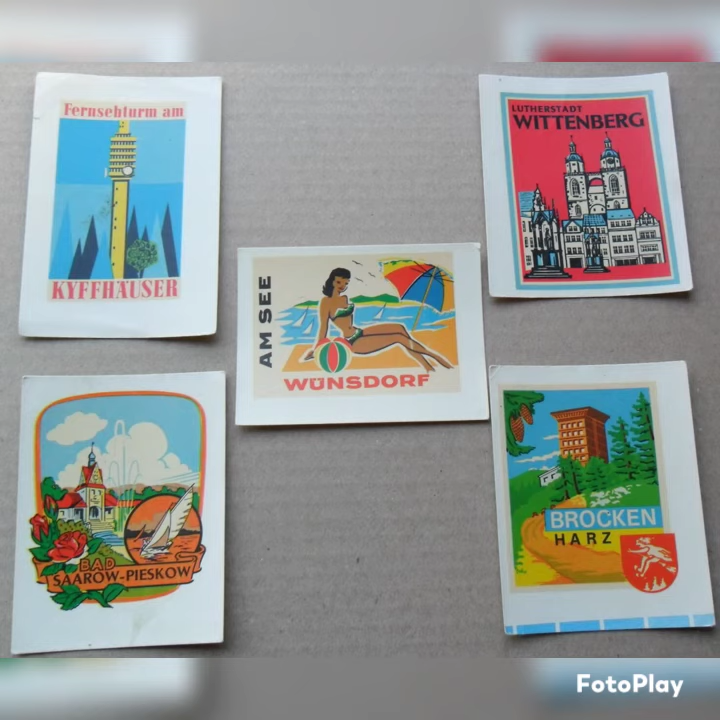 Fernsehturm am
KYFFHÄUSER
LUTHERSTADT
WITTENBERG
AM SEE
WÜNSDORF
BAD
SAAROW-PIESKOW
BROCKEN
HARZ
FotoPlay